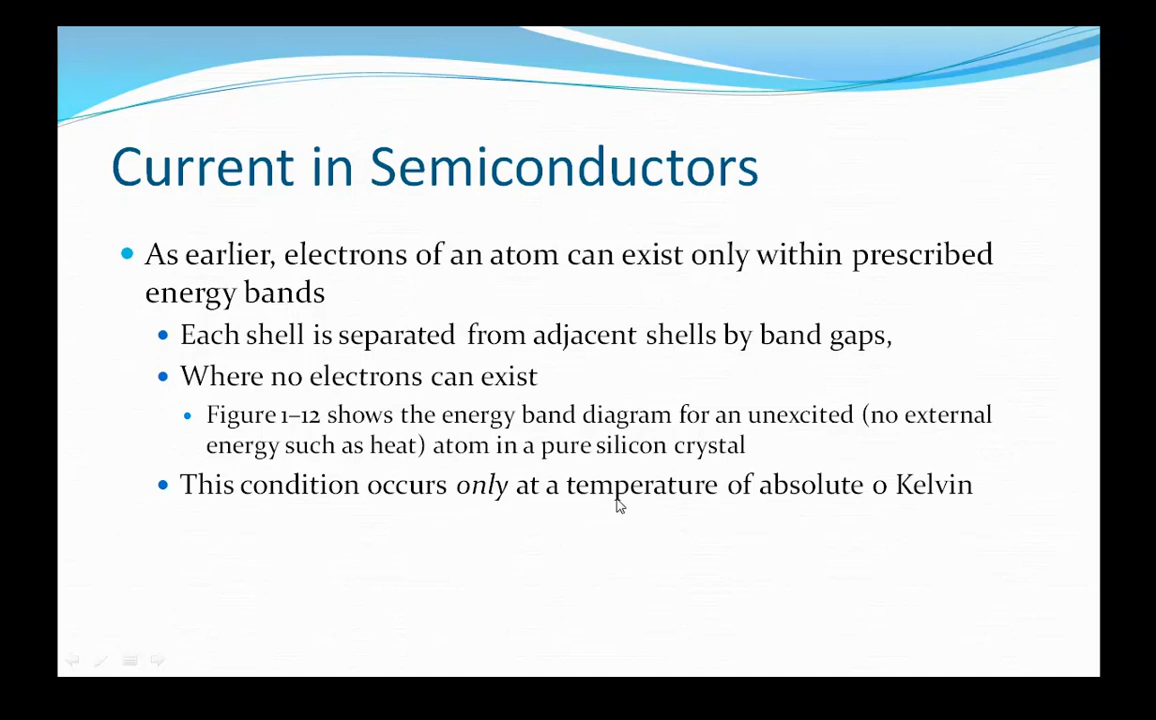 Current in Semiconductors
As earlier, electrons of an atom can exist only within prescribed
energy bands
Each shell is separated from adjacent shells by band gaps,
Where no electrons can exist
Figure 1–12 shows the energy band diagram for an unexcited (no external
energy such as heat) atom in a pure silicon crystal
This condition occurs only at a temperature of absolute 0 Kelvin